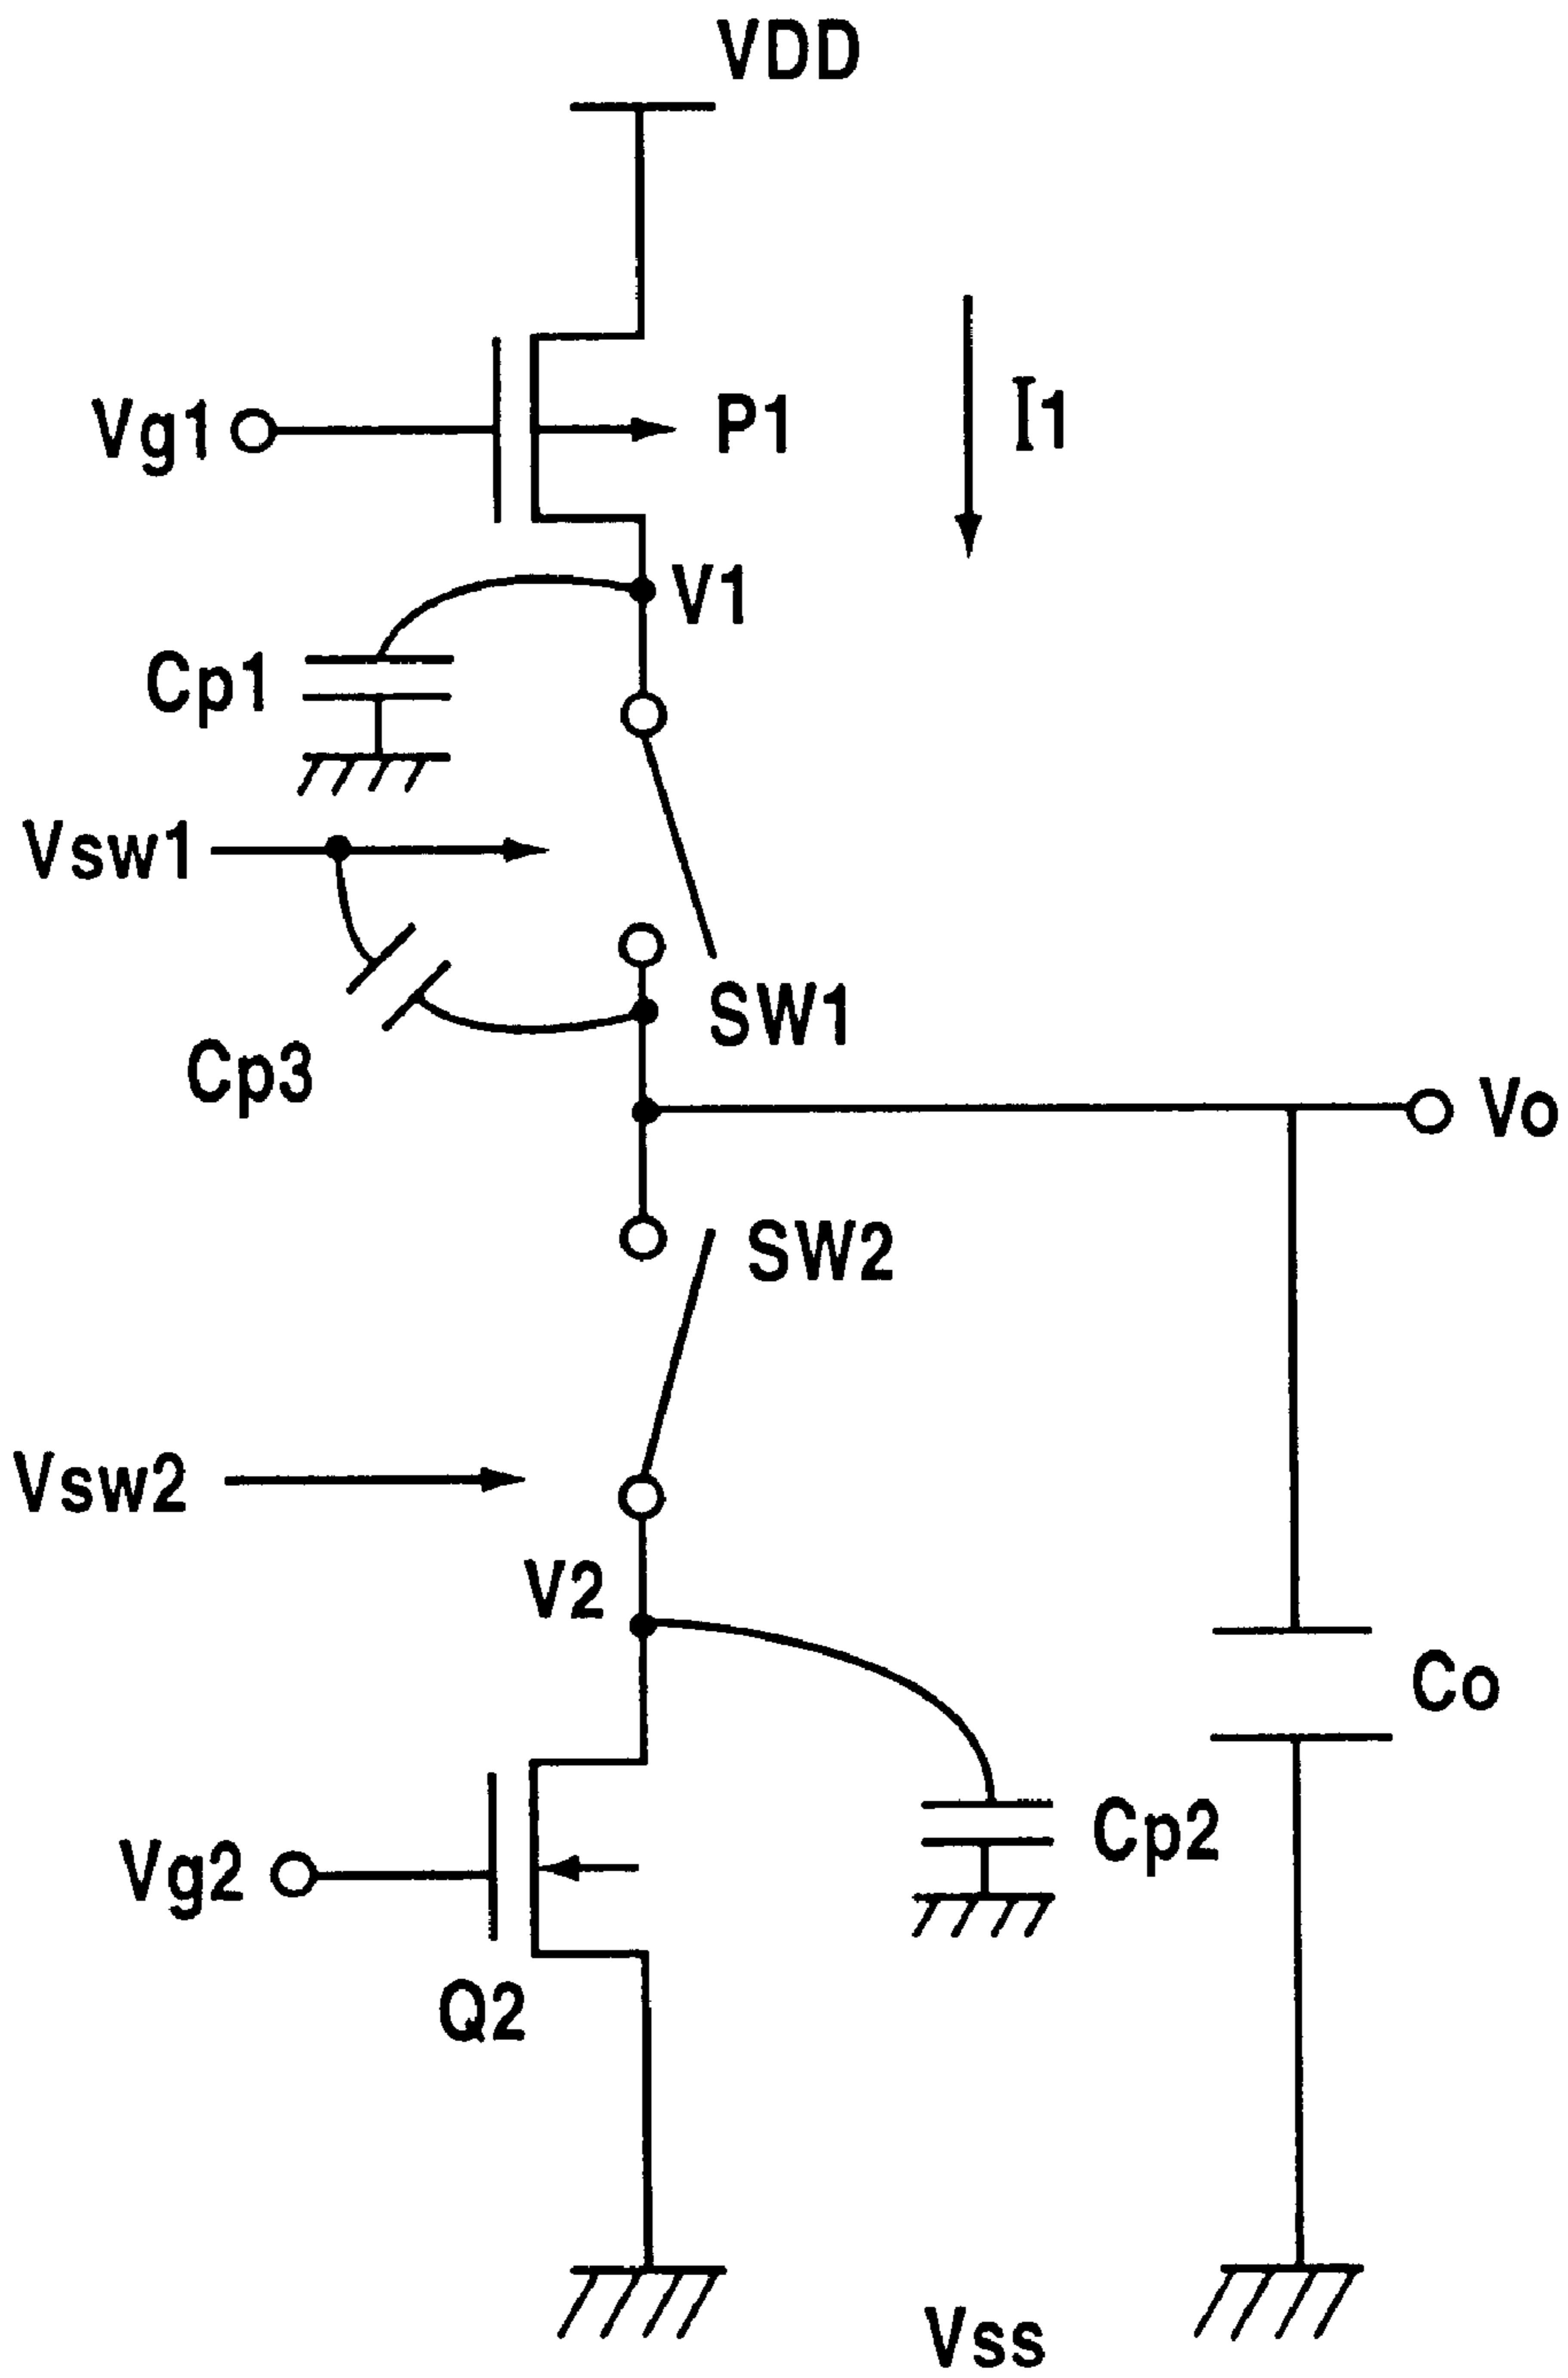 VDD
Vg1
P1
I1
V1
Cp1
Vsw1
SW1
Cp3
Vo
SW2
Vsw2
V2
Co
Cp2
Vg2
Q2
Vss